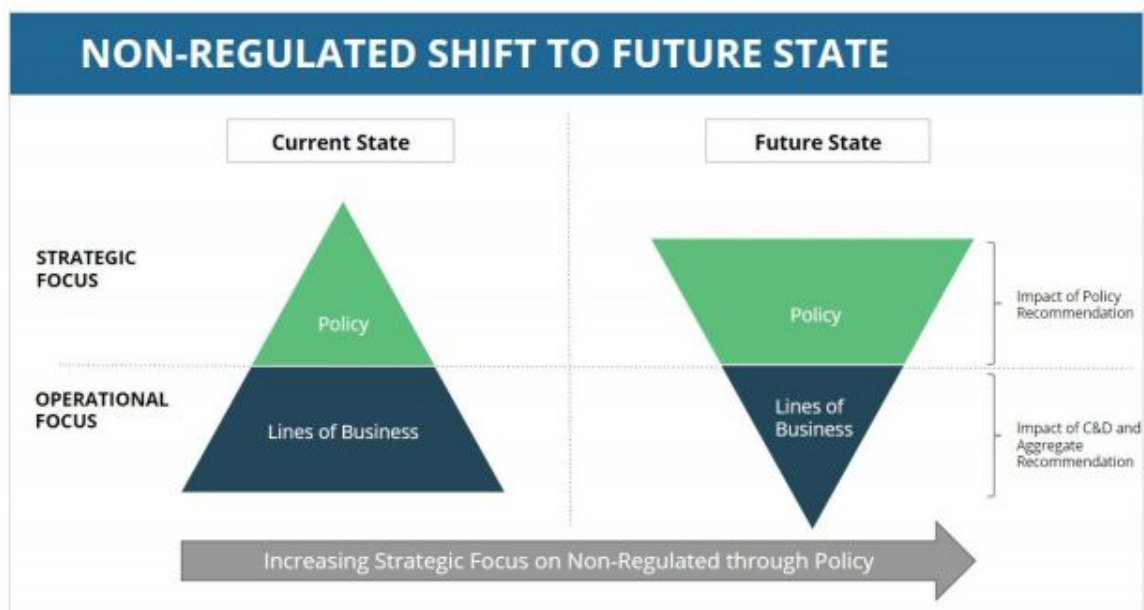 NON-REGULATED SHIFT TO FUTURE STATE
Current State
Future State
STRATEGIC
FOCUS
Policy
Policy
Impact of Policy
Recommendation
OPERATIONAL
FOCUS
Lines of Business
Lines of
Business
Impact of C&D and
Aggregate
Recommendation
Increasing Strategic Focus on Non-Regulated through Policy